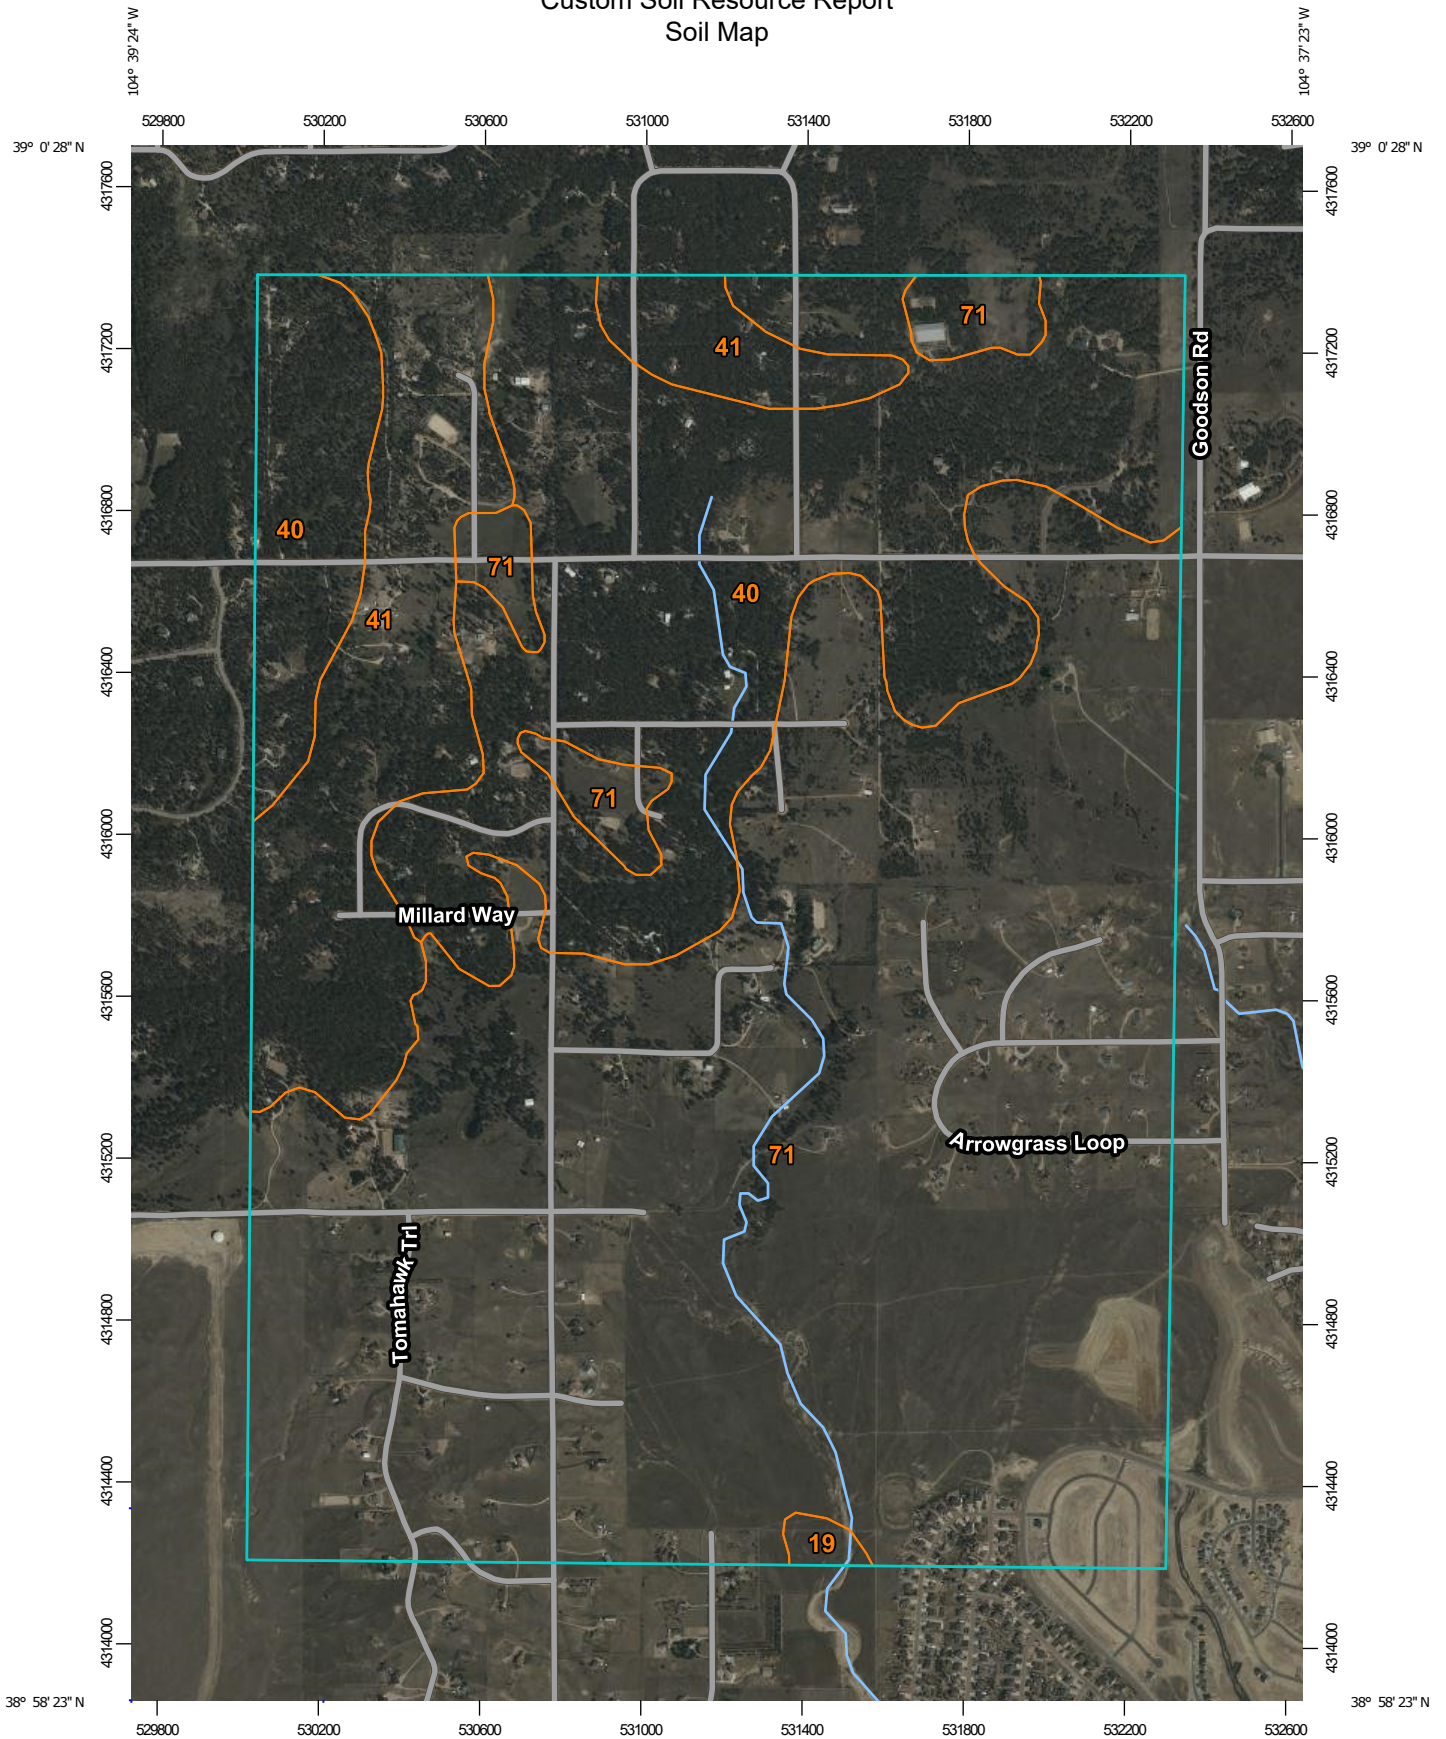 Custom Soil Resource Report
Soil Map
104° 39' 24" W
104° 37' 23" W
529800 530200 530600 531000 531400 531800 532200 532600
39° 0' 28" N
39° 0' 28" N
4317600
4317600
71
41
4317200
4317200
Goodson Rd
40
4316800
4316800
71
40
41
4316400
4316400
71
4316000
4316000
Millard Way
4315600
4315600
Arrowgrass Loop
71
4315200
4315200
Tomahawk Trl
4314800
4314800
4314400
4314400
19
4314000
4314000
38° 58' 23" N
38° 58' 23" N
529800 530200 530600 531000 531400 531800 532200 532600